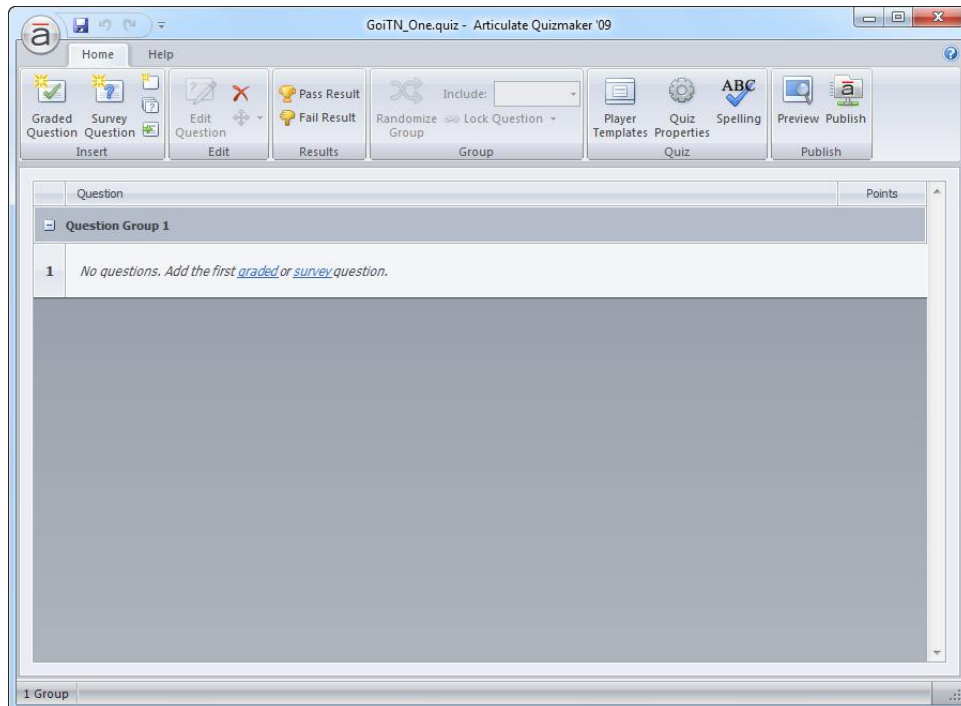 GoiTN_One.quiz - Articulate Quizmaker '09
Home Help
Graded Question
Survey Question
Edit Question
Pass Result
Fail Result
Randomize Group
Include:
Lock Question
Player Templates
Quiz Properties
ABC
Spelling
Preview
Publish
Insert Edit Results Group Quiz Publish
Question Points
Question Group 1
1 No questions. Add the first graded or survey question.
1 Group